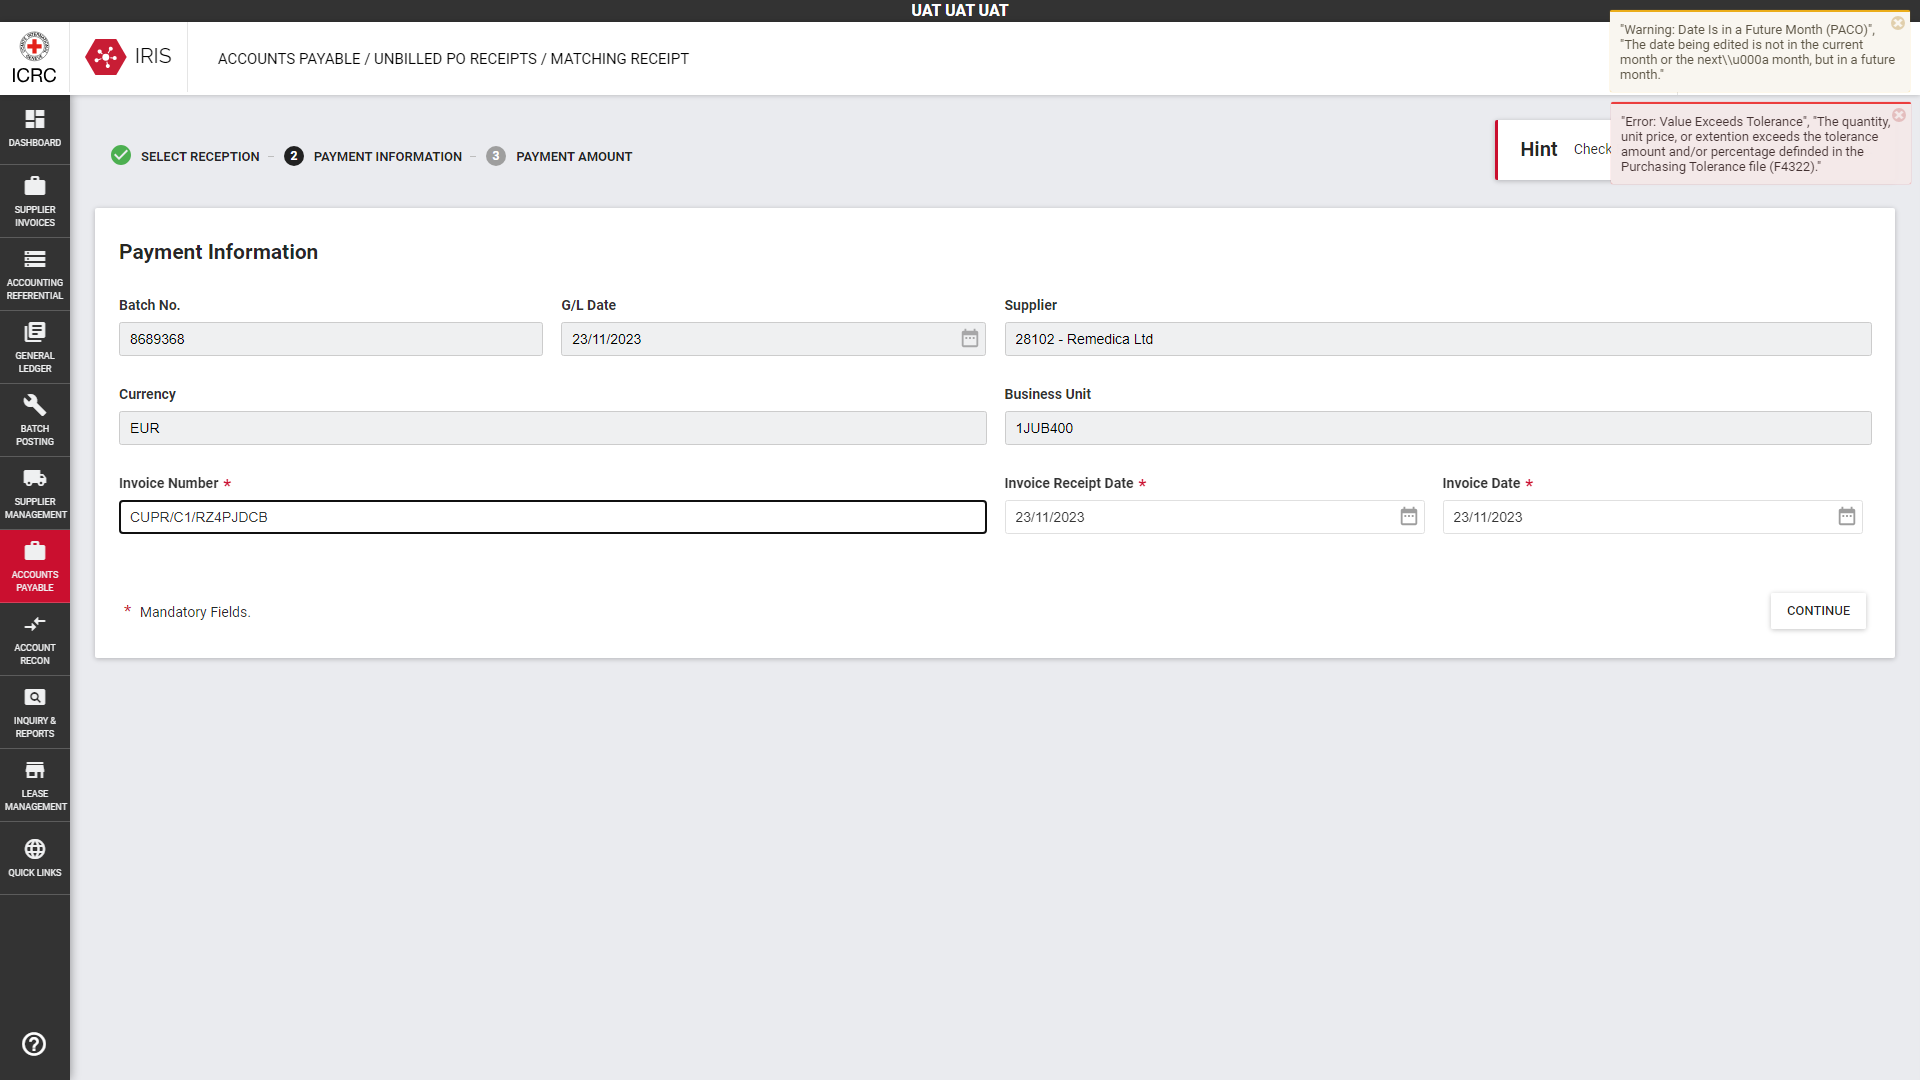 UAT UAT UAT
ICRC
IRIS
ACCOUNTS PAYABLE / UNBILLED PO RECEIPTS / MATCHING RECEIPT
"Warning: Date Is in a Future Month (PACO)",
"The date being edited is not in the current
month or the next\\u000a month, but in a future
month."
"Error: Value Exceeds Tolerance", "The quantity,
unit price, or extention exceeds the tolerance
amount and/or percentage definded in the
Purchasing Tolerance file (F4322)."
Hint Check
SELECT RECEPTION
2 PAYMENT INFORMATION
3 PAYMENT AMOUNT
DASHBOARD
SUPPLIER
INVOICES
ACCOUNTING
REFERENTIAL
GENERAL
LEDGER
BATCH
POSTING
SUPPLIER
MANAGEMENT
ACCOUNTS
PAYABLE
ACCOUNT
RECON
INQUIRY &
REPORTS
LEASE
MANAGEMENT
QUICK LINKS
Payment Information
Batch No.
8689368
G/L Date
23/11/2023
Supplier
28102 - Remedica Ltd
Currency
EUR
Business Unit
1JUB400
Invoice Number *
CUPR/C1/RZ4PJDCB
Invoice Receipt Date *
23/11/2023
Invoice Date *
23/11/2023
* Mandatory Fields.
CONTINUE